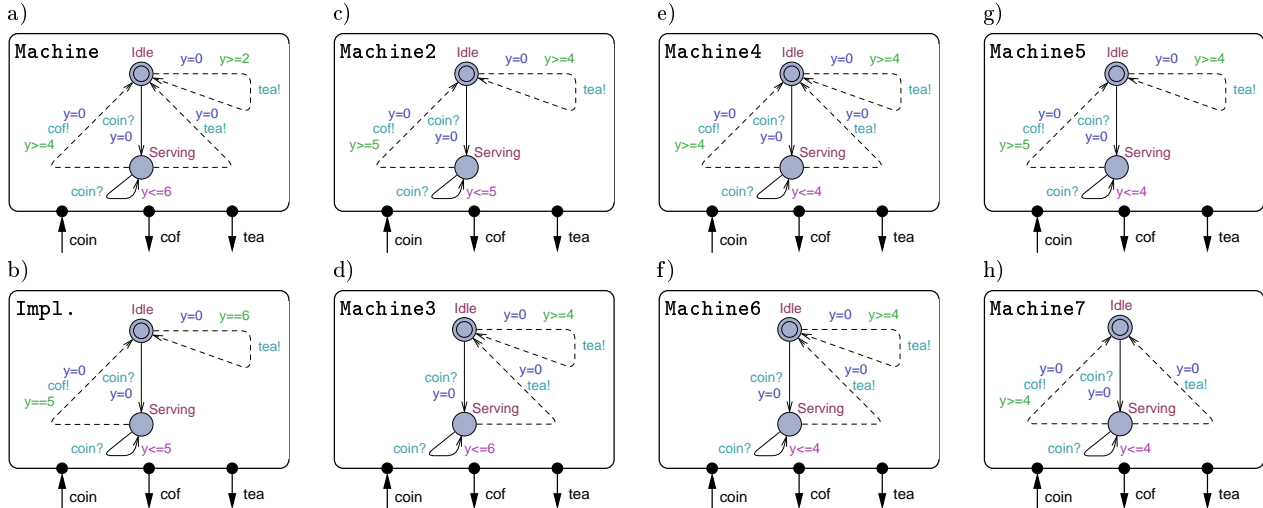 a)
Machine
Idle
y=0 y>=2
tea!
y=0
cof!
y>=4
coin?
y=0
y=0
tea!
Serving
coin?
y<=6
coin
cof
tea
c)
Machine2
Idle
y=0 y>=4
tea!
y=0
cof!
y>=5
coin?
y=0
Serving
coin?
y<=5
coin
cof
tea
e)
Machine4
Idle
y=0 y>=4
tea!
y=0
cof!
y>=4
coin?
y=0
y=0
tea!
Serving
coin?
y<=4
coin
cof
tea
g)
Machine5
Idle
y=0 y>=4
tea!
y=0
cof!
y>=5
coin?
y=0
Serving
coin?
y<=4
coin
cof
tea
b)
Impl.
Idle
y=0 y==6
tea!
y=0
cof!
y==5
coin?
y=0
Serving
coin?
y<=5
coin
cof
tea
d)
Machine3
Idle
y=0 y>=4
tea!
coin?
y=0
y=0
tea!
Serving
coin?
y<=6
coin
cof
tea
f)
Machine6
Idle
y=0 y>=4
tea!
coin?
y=0
y=0
tea!
Serving
coin?
y<=4
coin
cof
tea
h)
Machine7
Idle
y=0
cof!
y>=4
coin?
y=0
y=0
tea!
Serving
coin?
y<=4
coin
cof
tea